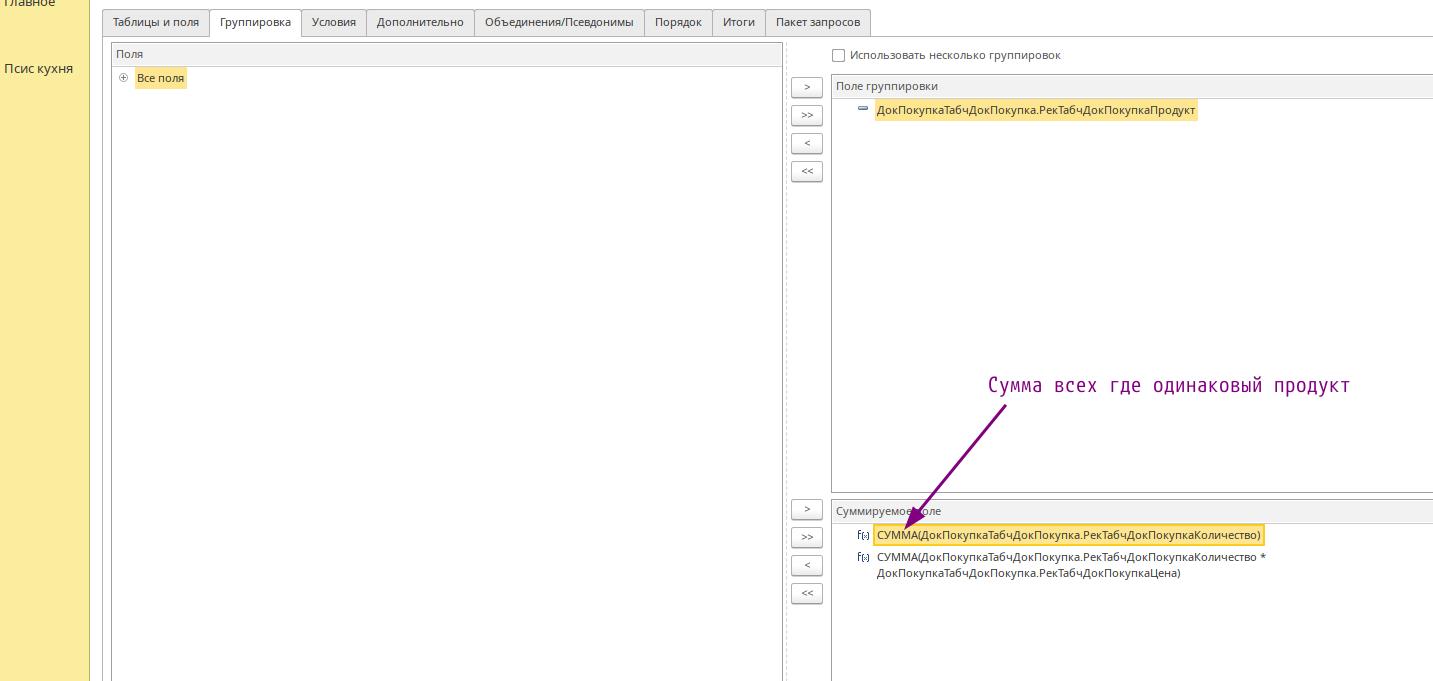 Главное
Таблицы и поля
Группировка
Условия
Дополнительно
Объединения/Псевдонимы
Порядок
Итоги
Пакет запросов
Поля
Использовать несколько группировок
Псис кухня
Все поля
>
Поле группировки
>>
ДокПокупкаТабчДокПокупка.РекТабчДокПокупкаПродукт
<
<<
Сумма всех где одинаковый продукт
>
Суммируемое поле
>>
f(x) СУММА(ДокПокупкаТабчДокПокупка.РекТабчДокПокупкаКоличество)
<
f(x) СУММА(ДокПокупкаТабчДокПокупка.РекТабчДокПокупкаКоличество *
ДокПокупкаТабчДокПокупка.РекТабчДокПокупкаЦена)
<<